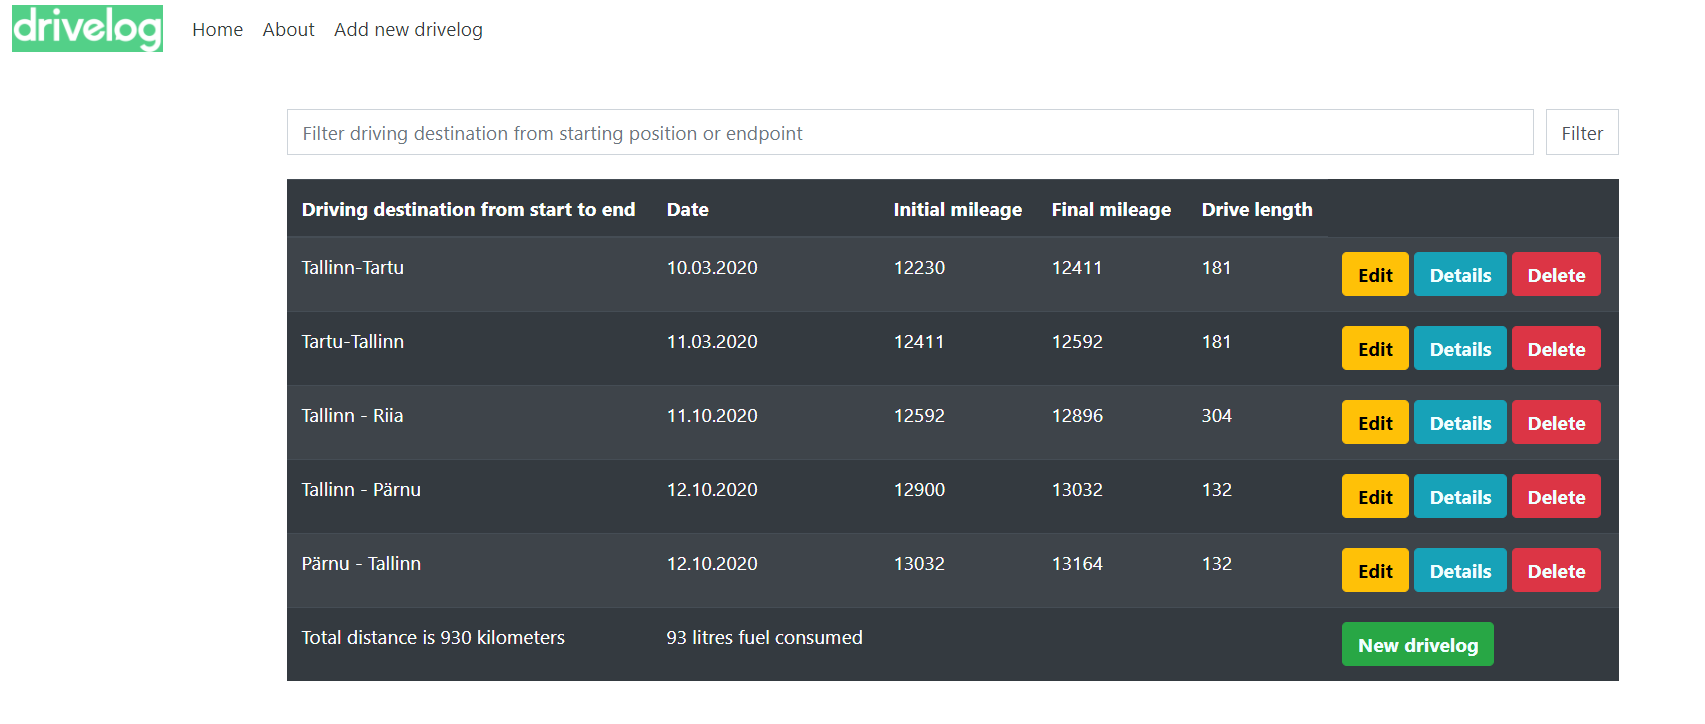 drivelog Home About Add new drivelog
Filter driving destination from starting position or endpoint Filter
Driving destination from start to end Date Initial mileage Final mileage Drive length
Tallinn-Tartu 10.03.2020 12230 12411 181 Edit Details Delete
Tartu-Tallinn 11.03.2020 12411 12592 181 Edit Details Delete
Tallinn - Riia 11.10.2020 12592 12896 304 Edit Details Delete
Tallinn - Pärnu 12.10.2020 12900 13032 132 Edit Details Delete
Pärnu - Tallinn 12.10.2020 13032 13164 132 Edit Details Delete
Total distance is 930 kilometers 93 litres fuel consumed New drivelog